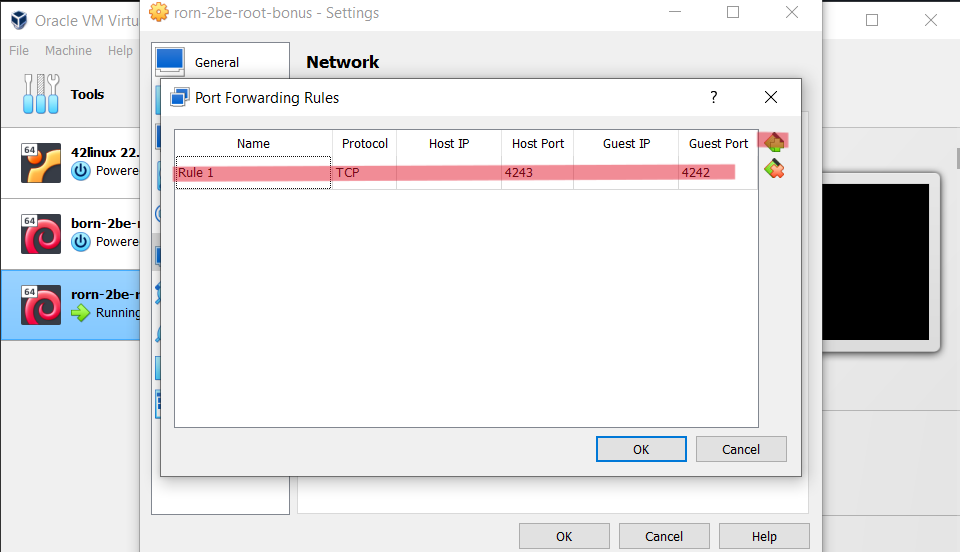 Oracle VM Virtu
rorn-2be-root-bonus - Settings
File Machine Help
General
Network
Tools
Port Forwarding Rules
?
Name Protocol Host IP Host Port Guest IP Guest Port
Rule 1 TCP 4243 4242
64
42linux 22.
Powere
64
born-2be-r
Powere
64
rorn-2be-r
Running
OK Cancel
OK Cancel Help